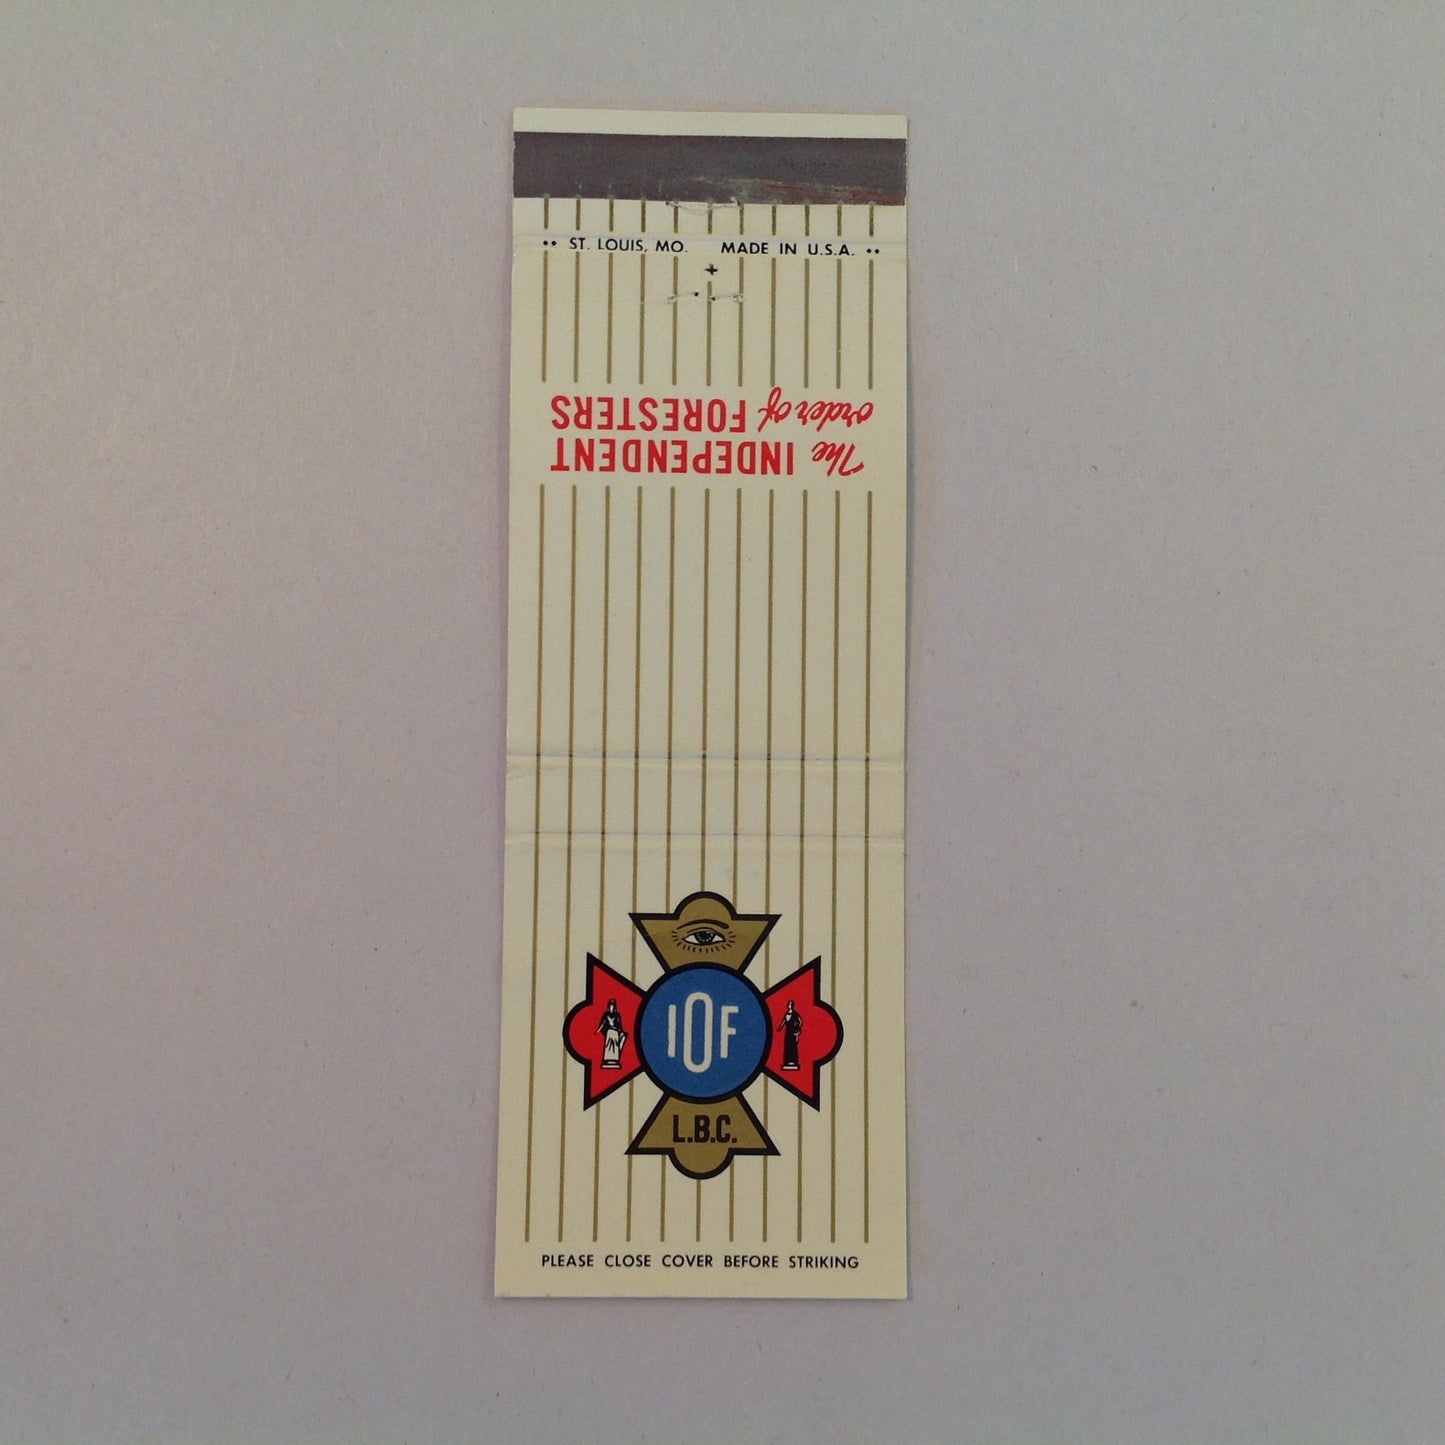 •• ST. LOUIS, MO. MADE IN U.S.A. ••
The INDEPENDENT
order of FORESTERS
IOF
L.B.C.
PLEASE CLOSE COVER BEFORE STRIKING